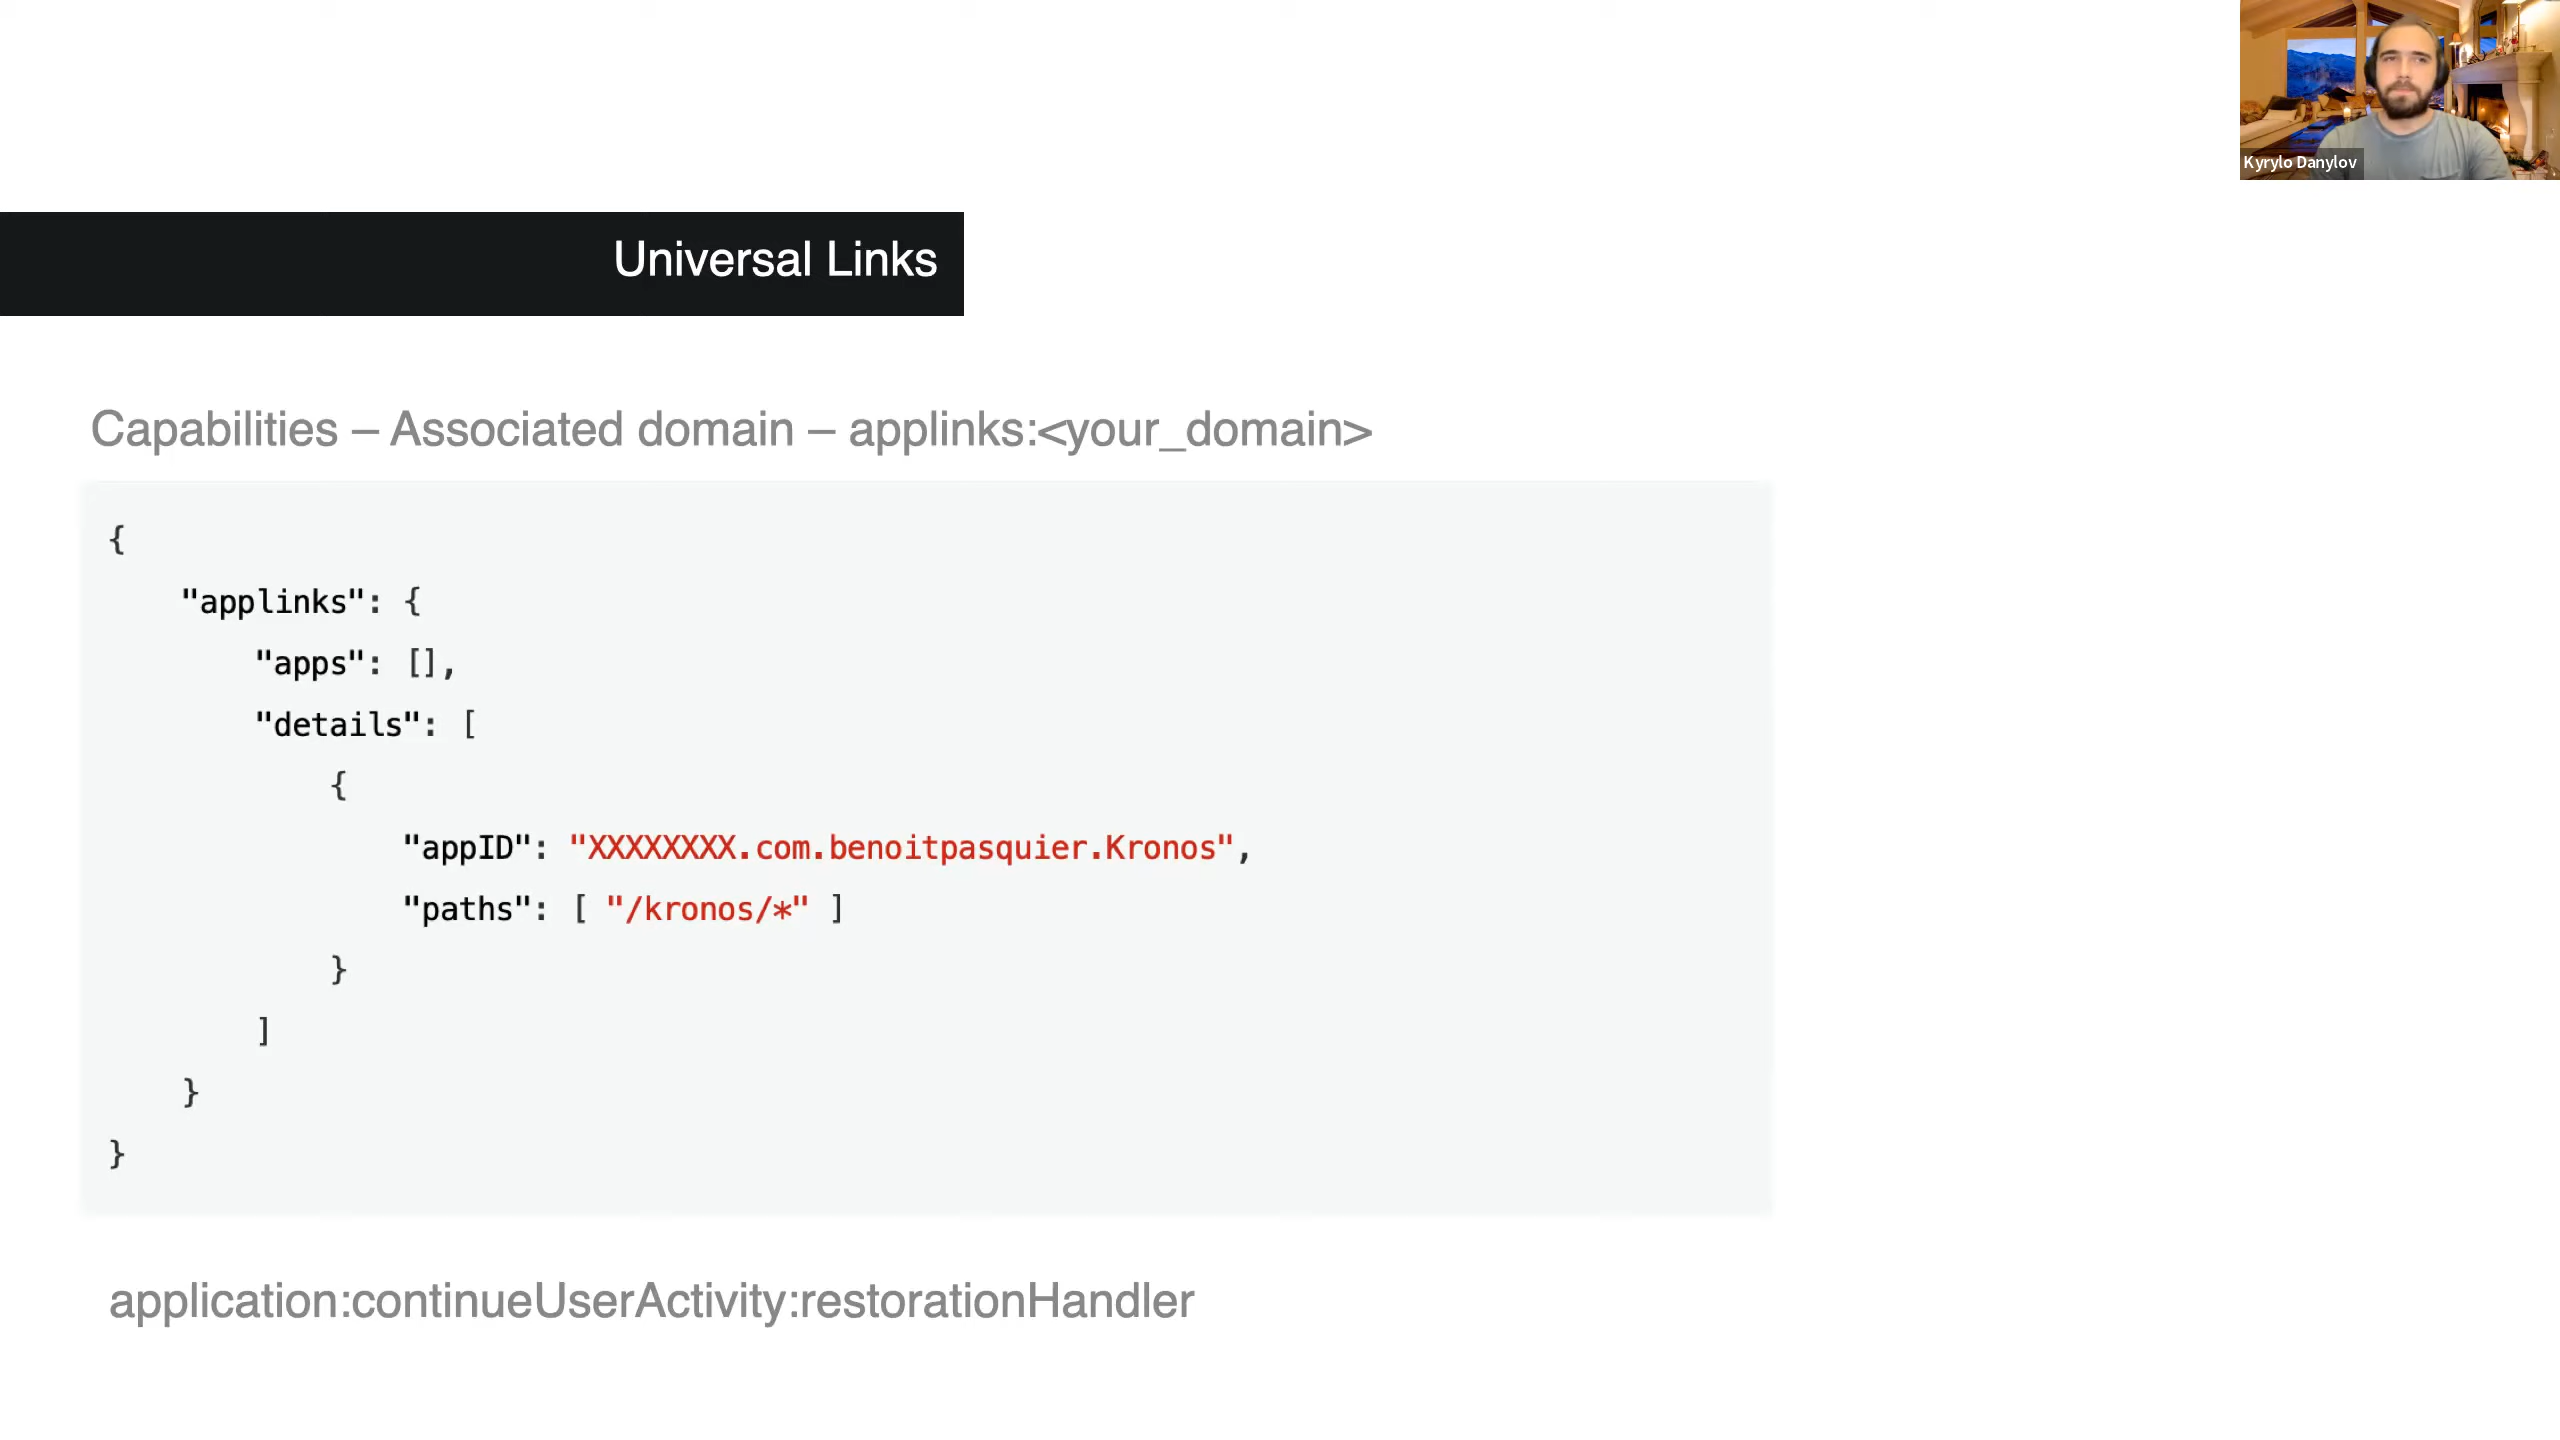 Kyrylo Danylov
Universal Links
Capabilities – Associated domain – applinks:<your_domain>
{
    "applinks": {
        "apps": [],
        "details": [
            {
                "appID": "XXXXXXXX.com.benoitpasquier.Kronos",
                "paths": [ "/kronos/*" ]
            }
        ]
    }
}
application:continueUserActivity:restorationHandler